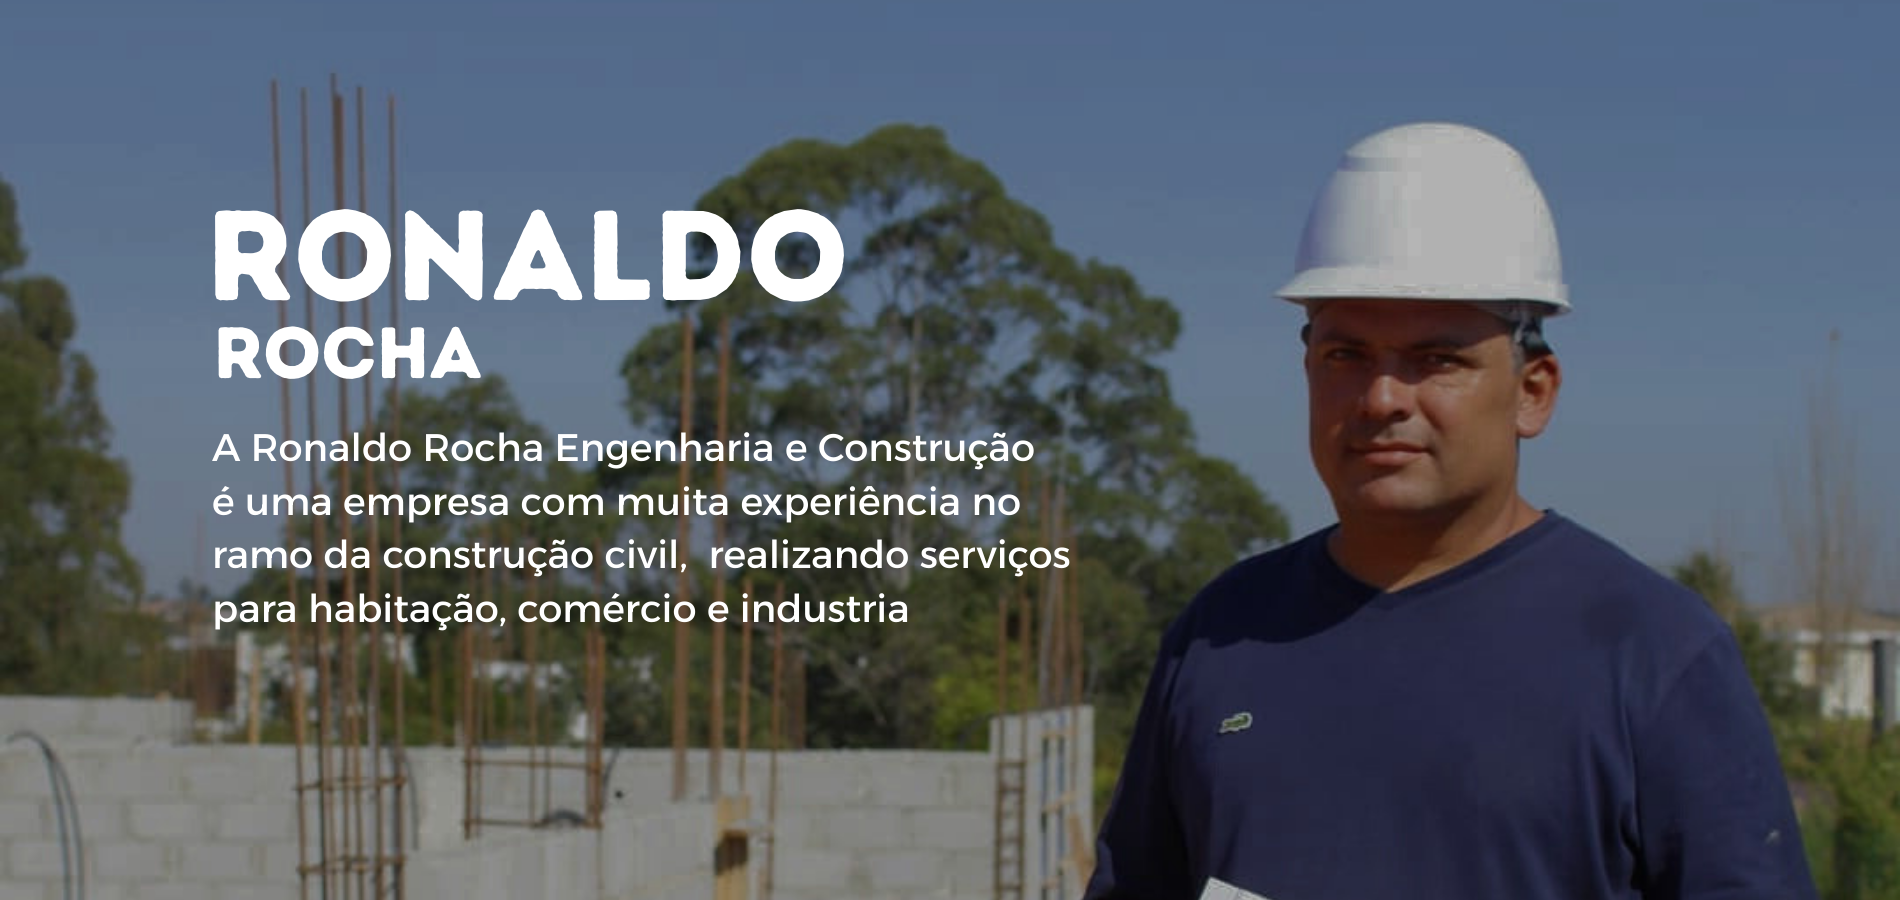 RONALDO
ROCHA
A Ronaldo Rocha Engenharia e Construção
é uma empresa com muita experiência no
ramo da construção civil,  realizando serviços
para habitação, comércio e industria